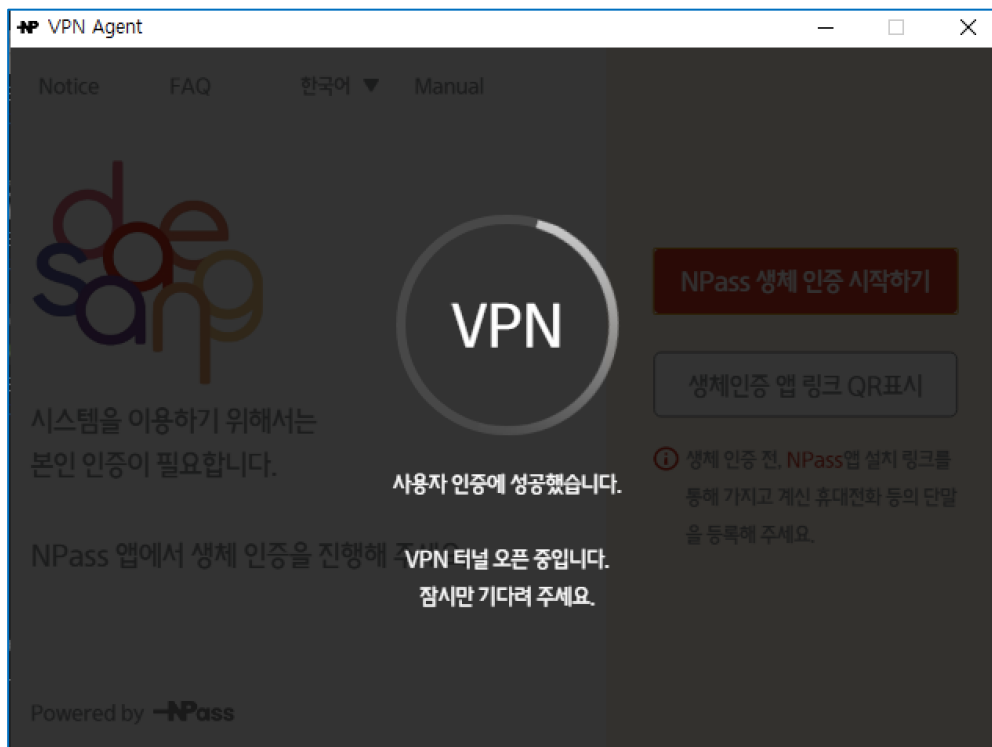 NP VPN Agent
Notice FAQ 한국어 ▼ Manual
daesang
시스템을 이용하기 위해서는
본인 인증이 필요합니다.
NPass 앱에서 생체 인증을 진행해 주세요.
Powered by NPass
VPN
사용자 인증에 성공했습니다.
VPN 터널 오픈 중입니다.
잠시만 기다려 주세요.
NPass 생체 인증 시작하기
생체인증 앱 링크 QR표시
생체 인증 전, NPass앱 설치 링크를
통해 가지고 계신 휴대전화 등의 단말
을 등록해 주세요.